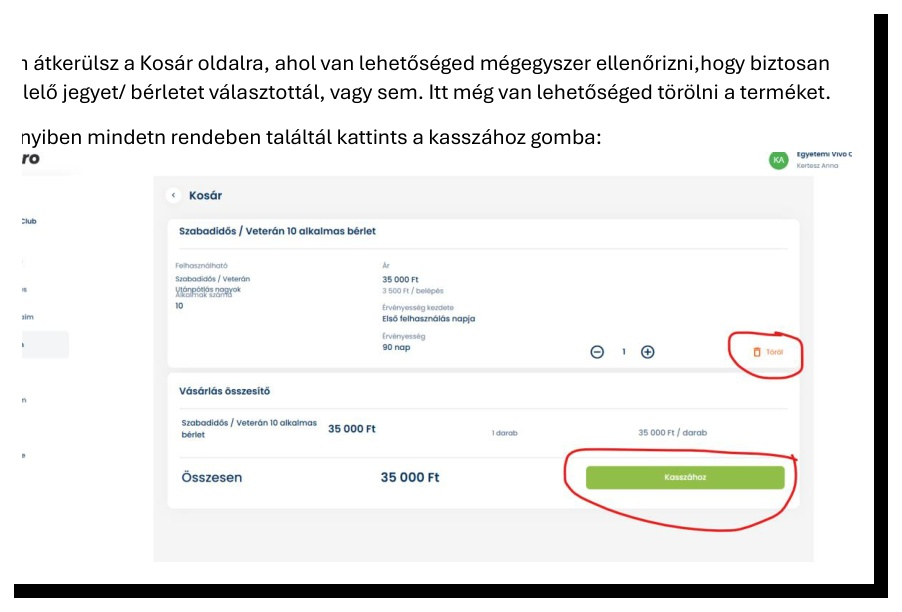 átkerülsz a Kosár oldalra, ahol van lehetőséged mégegyszer ellenőrizni,hogy biztosan
lelő jegyet/ bérletet választottál, vagy sem. Itt még van lehetőséged törölni a terméket.
nyiben mindetn rendeben találtál kattints a kasszához gomba:
ro
KA
Egyetemi Vívó C
Kertesz Anna
Kosár
Club
Szabadidős / Veterán 10 alkalmas bérlet
Felhasználható
Ár
Szabadidős / Veterán
35 000 Ft
Utánpótlás nagyok
3 500 Ft / belépés
Alkalmak száma
10
Érvényesség kezdete
alm
Első felhasználás napja
Érvényesség
90 nap
1
Töröl
Vásárlás összesítő
Szabadidős / Veterán 10 alkalmas
bérlet
35 000 Ft
1 darab
35 000 Ft / darab
Összesen
35 000 Ft
Kasszához